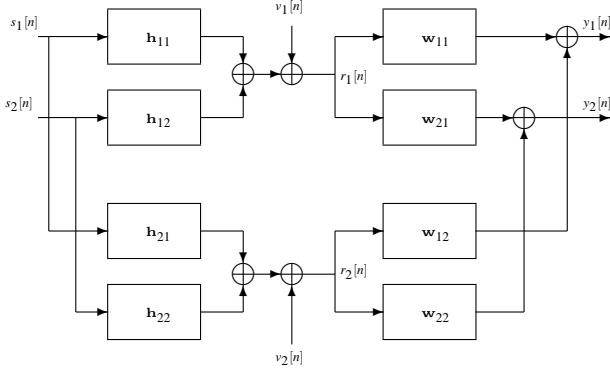 s₁[n]
v₁[n]
y₁[n]
h₁₁
w₁₁
r₁[n]
s₂[n]
y₂[n]
h₁₂
w₂₁
h₂₁
w₁₂
r₂[n]
h₂₂
w₂₂
v₂[n]